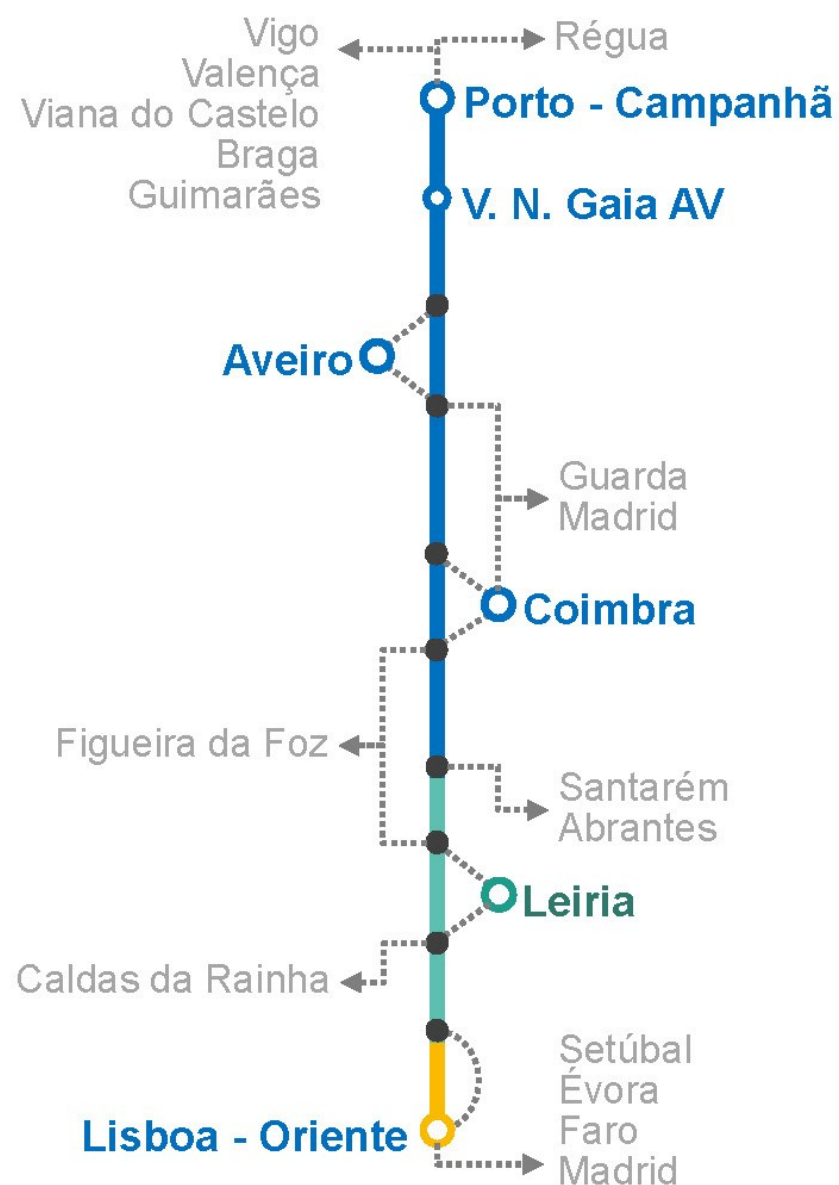 Vigo
Valença
Viana do Castelo
Braga
Guimarães
Régua
Porto - Campanhã
V. N. Gaia AV
Aveiro
Guarda
Madrid
Coimbra
Figueira da Foz
Santarém
Abrantes
Leiria
Caldas da Rainha
Setúbal
Évora
Faro
Madrid
Lisboa - Oriente